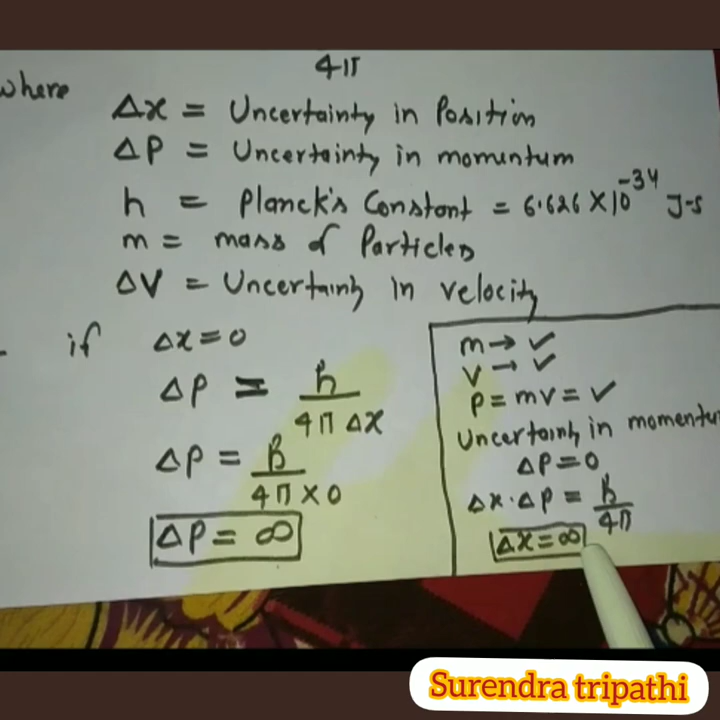 4π
where
Δx = Uncertainty in Position
ΔP = Uncertainty in momentum
h = Planck's Constant = 6.626 × 10⁻³⁴ J-s
m = mass of Particles
ΔV = Uncertainty in velocity
if Δx = 0
ΔP = h / 4π Δx
ΔP = h / 4π × 0
ΔP = ∞
m → ✓
V → ✓
P = mv = ✓
Uncertainty in momentu
ΔP = 0
Δx · ΔP = h / 4π
Δx = ∞
Surendra tripathi